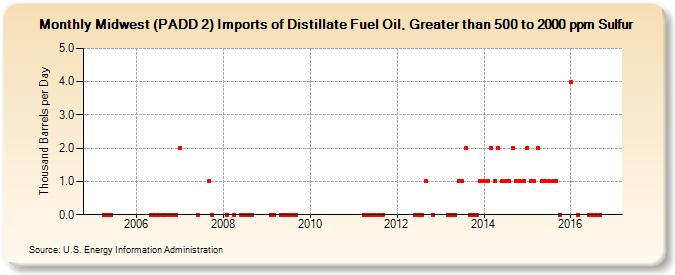 Monthly Midwest (PADD 2) Imports of Distillate Fuel Oil, Greater than 500 to 2000 ppm Sulfur
Thousand Barrels per Day
5.0
4.0
3.0
2.0
1.0
0.0
2006 2008 2010 2012 2014 2016
Source: U.S. Energy Information Administration